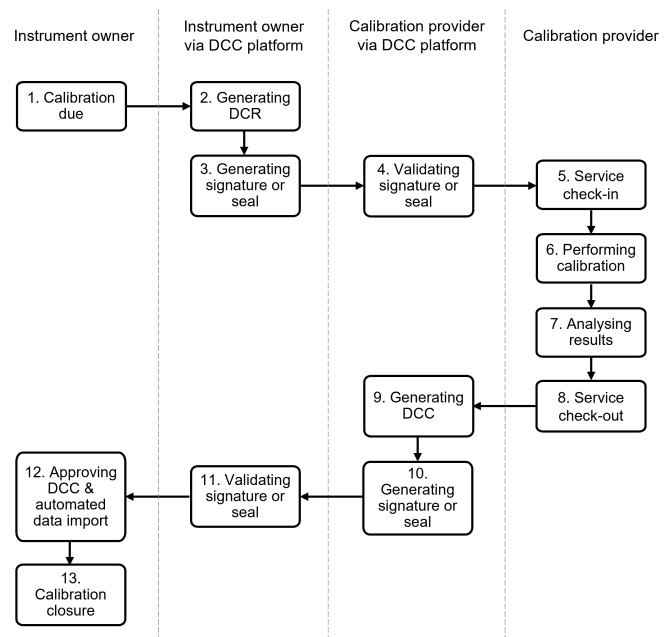 Instrument owner
Instrument owner
via DCC platform
Calibration provider
via DCC platform
Calibration provider
1. Calibration
due
2. Generating
DCR
3. Generating
signature or
seal
4. Validating
signature or
seal
5. Service
check-in
6. Performing
calibration
7. Analysing
results
8. Service
check-out
9. Generating
DCC
10.
Generating
signature or
seal
11. Validating
signature or
seal
12. Approving
DCC &
automated
data import
13.
Calibration
closure